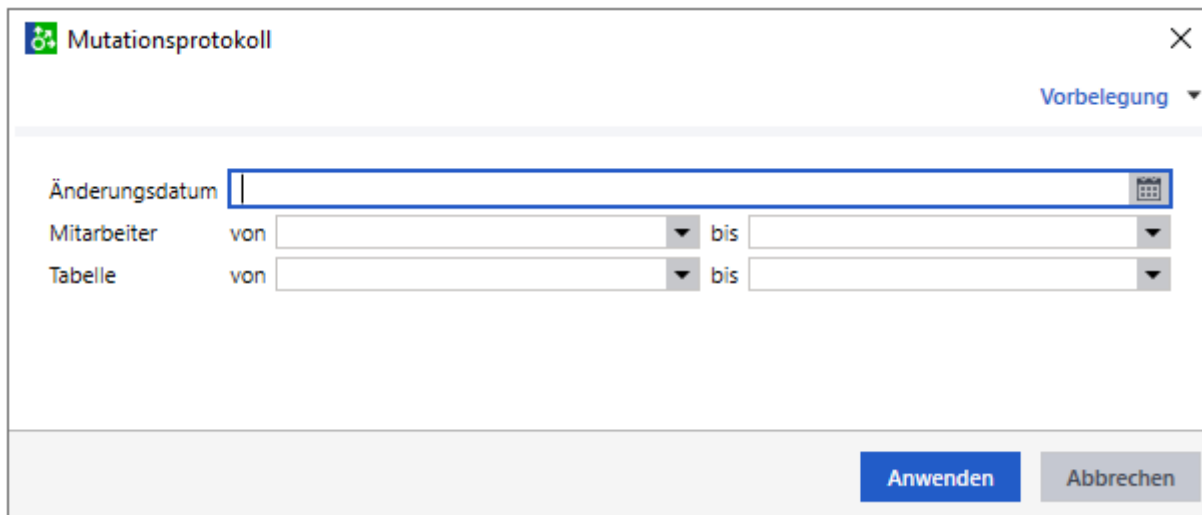 Mutationsprotokoll
Vorbelegung
Änderungsdatum
Mitarbeiter von bis
Tabelle von bis
Anwenden Abbrechen